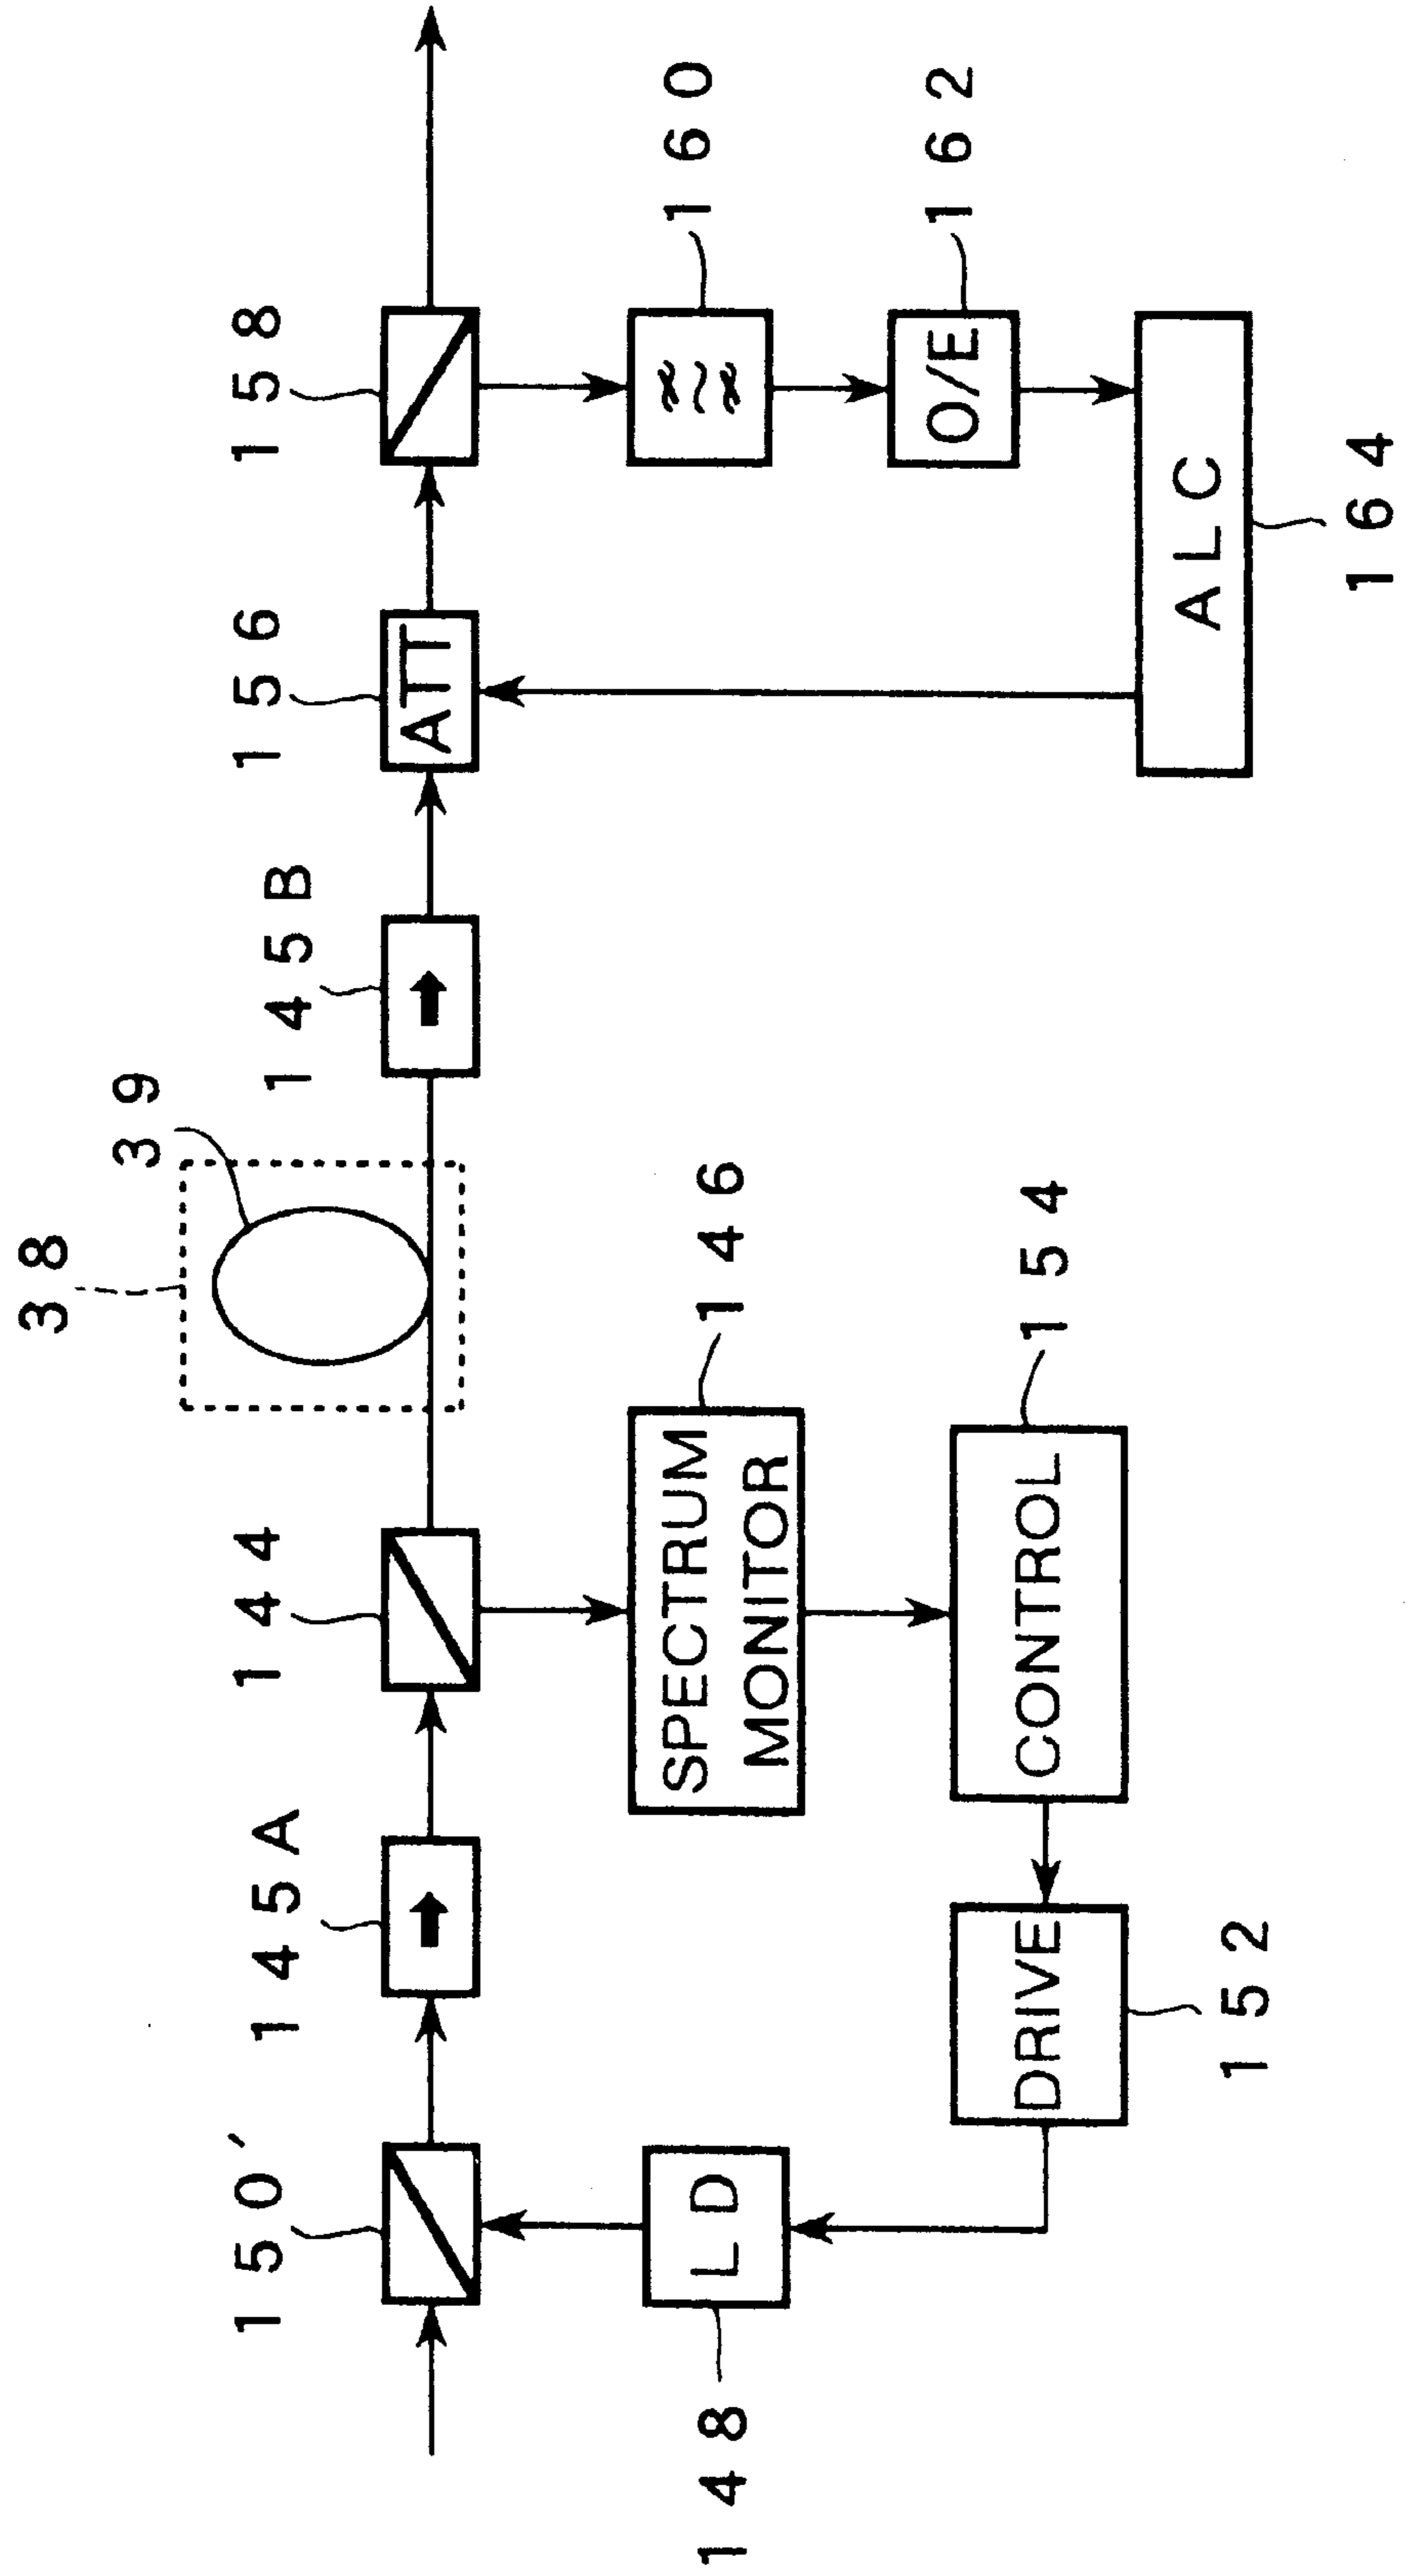 38
39
150'
145A
144
145B
156
158
ATT
LD
148
SPECTRUM
MONITOR
146
160
DRIVE
152
CONTROL
154
O/E
162
ALC
164